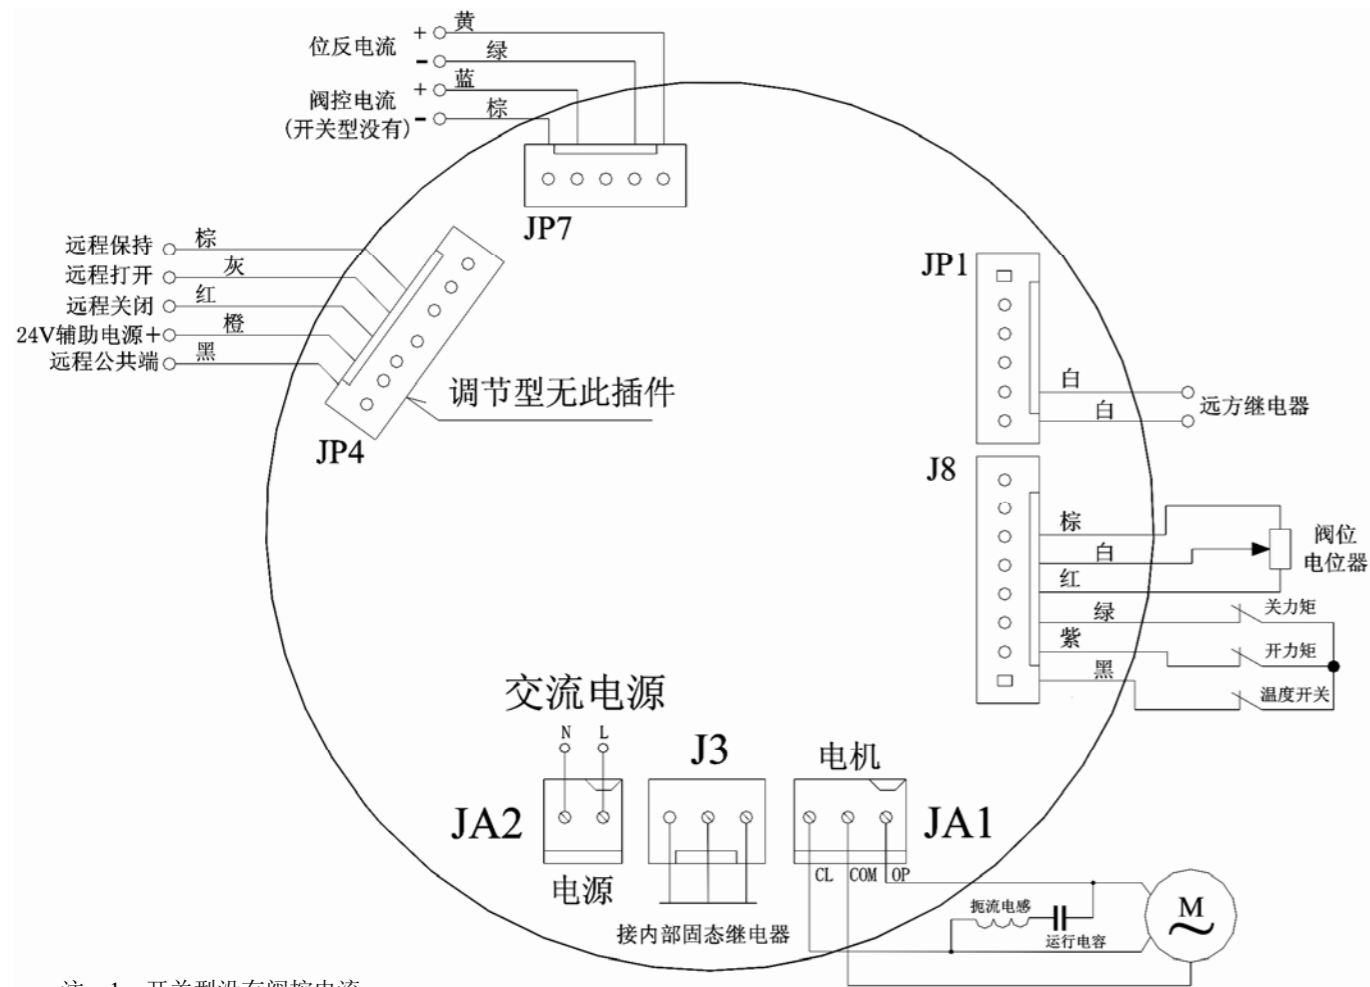 位反电流
+ 黄
- 绿
阀控电流
(开关型没有)
+ 蓝
- 棕
JP7
远程保持 棕
远程打开 灰
远程关闭 红
24V辅助电源+ 橙
远程公共端 黑
JP4
调节型无此插件
JP1
白
白
远方继电器
J8
棕
白
红
阀位
电位器
绿 关力矩
紫 开力矩
黑 温度开关
交流电源
N L
JA2
电源
J3
接内部固态继电器
电机
JA1
CL COM OP
扼流电感
运行电容
M